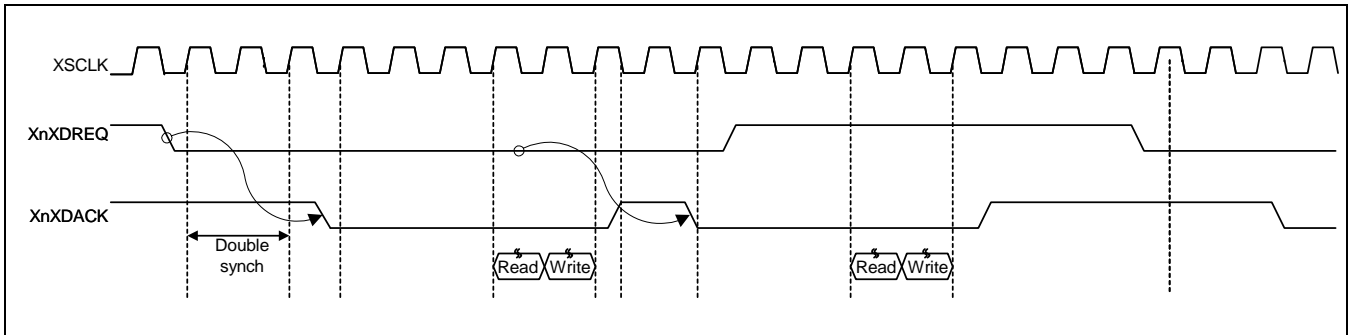 XSCLK
XnXDREQ
XnXDACK
Double
synch
Read Write
Read Write